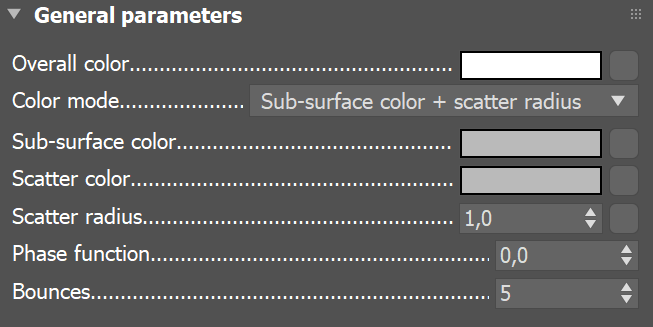 General parameters
Overall color
Color mode Sub-surface color + scatter radius
Sub-surface color
Scatter color
Scatter radius 1,0
Phase function 0,0
Bounces 5